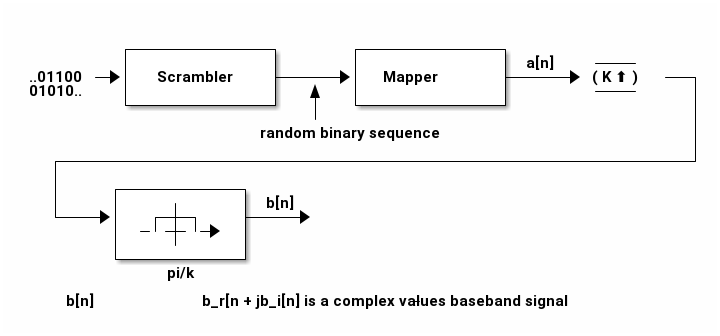 ..01100
01010..
Scrambler
Mapper
a[n]
( K ⬆ )
random binary sequence
b[n]
pi/k
b[n] b_r[n + jb_i[n] is a complex values baseband signal